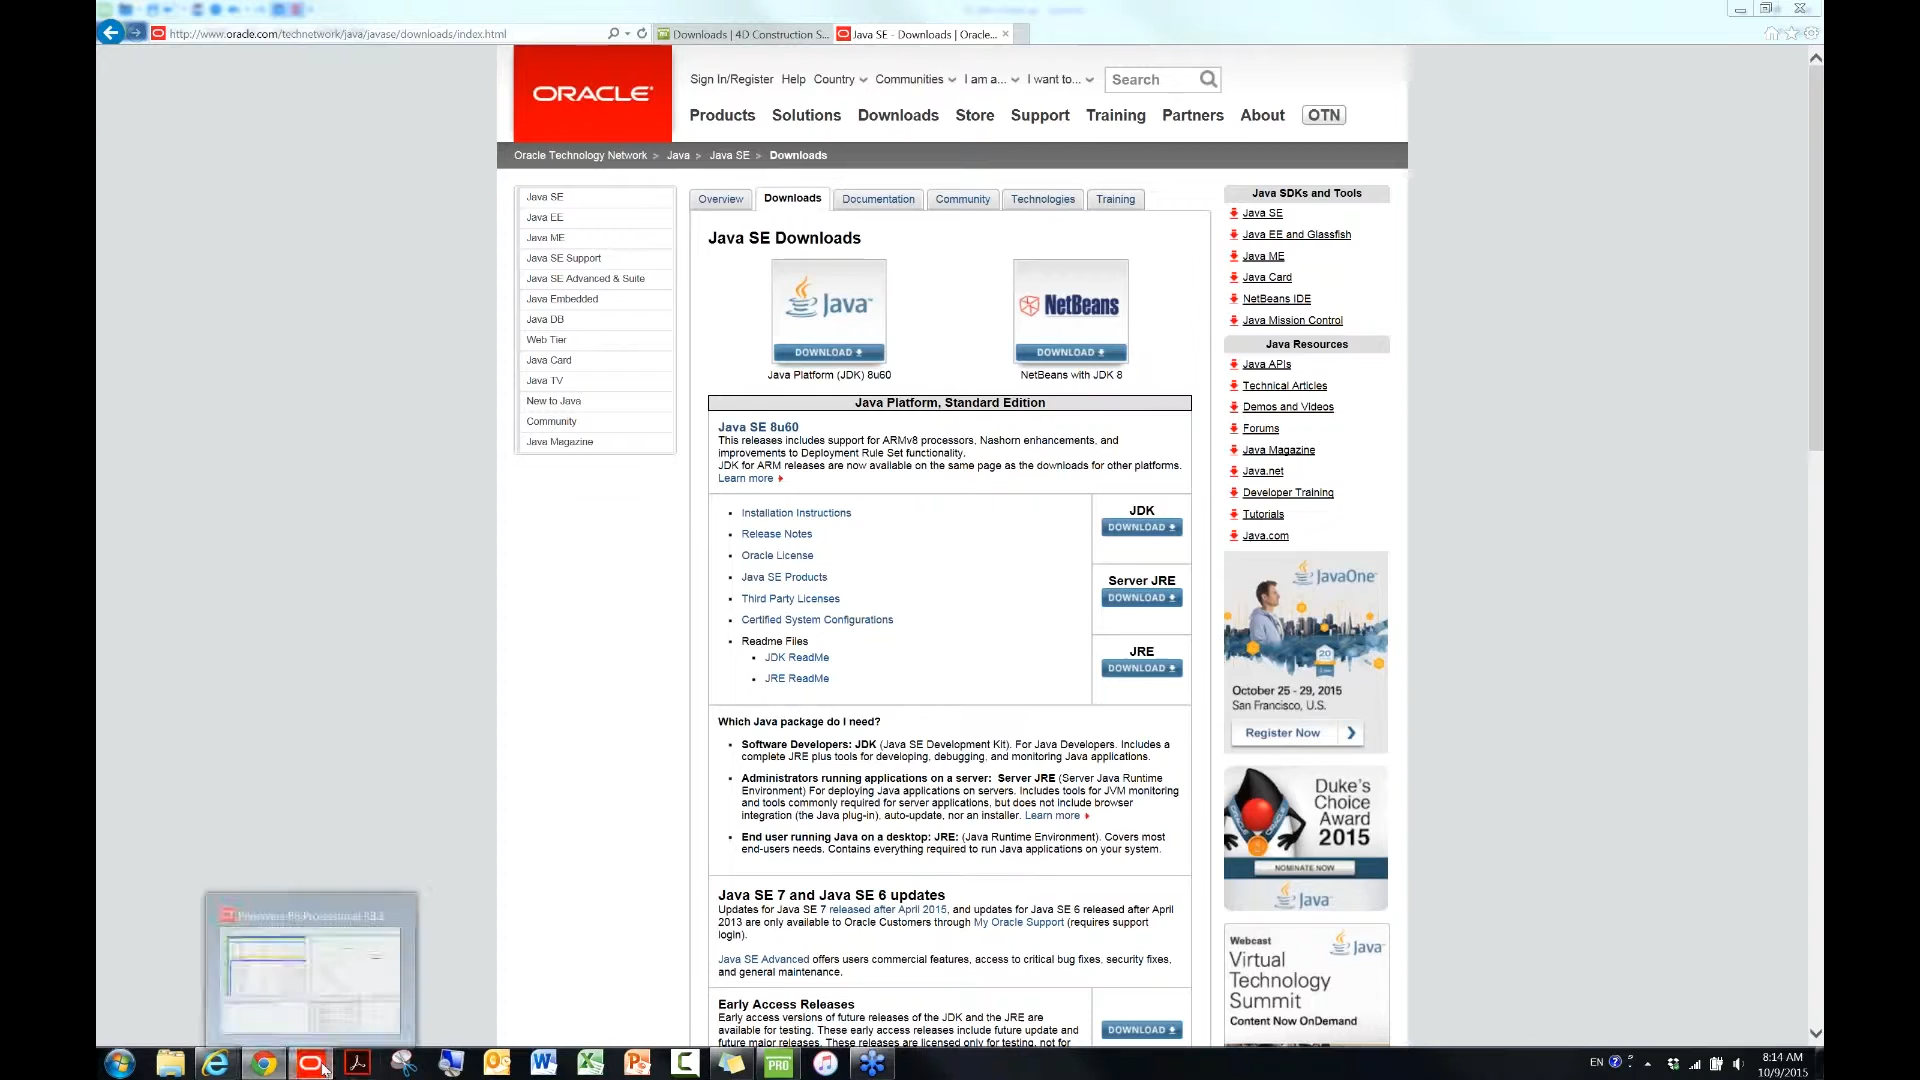 http://www.oracle.com/technetwork/java/javase/downloads/index.html
Downloads | 4D Construction S...
Java SE - Downloads | Oracle...
ORACLE
Sign In/Register Help Country Communities I am a... I want to... Search
Products Solutions Downloads Store Support Training Partners About OTN
Oracle Technology Network > Java > Java SE > Downloads
Java SE
Java EE
Java ME
Java SE Support
Java SE Advanced & Suite
Java Embedded
Java DB
Web Tier
Java Card
Java TV
New to Java
Community
Java Magazine
Overview Downloads Documentation Community Technologies Training
Java SE Downloads
Java
DOWNLOAD
Java Platform (JDK) 8u60
NetBeans
DOWNLOAD
NetBeans with JDK 8
Java Platform, Standard Edition
Java SE 8u60
This releases includes support for ARMv8 processors, Nashorn enhancements, and
improvements to Deployment Rule Set functionality.
JDK for ARM releases are now available on the same page as the downloads for other platforms.
Learn more
Installation Instructions
Release Notes
Oracle License
Java SE Products
Third Party Licenses
Certified System Configurations
Readme Files
JDK ReadMe
JRE ReadMe
JDK
DOWNLOAD
Server JRE
DOWNLOAD
JRE
DOWNLOAD
Which Java package do I need?
Software Developers: JDK (Java SE Development Kit). For Java Developers. Includes a
complete JRE plus tools for developing, debugging, and monitoring Java applications.
Administrators running applications on a server: Server JRE (Server Java Runtime
Environment) For deploying Java applications on servers. Includes tools for JVM monitoring
and tools commonly required for server applications, but does not include browser
integration (the Java plug-in), auto-update, nor an installer. Learn more
End user running Java on a desktop: JRE: (Java Runtime Environment). Covers most
end-users needs. Contains everything required to run Java applications on your system.
Java SE 7 and Java SE 6 updates
Updates for Java SE 7 released after April 2015, and updates for Java SE 6 released after April
2013 are only available to Oracle Customers through My Oracle Support (requires support
login).
Java SE Advanced offers users commercial features, access to critical bug fixes, security fixes,
and general maintenance.
Early Access Releases
Early access versions of future releases of the JDK and the JRE are
available for testing. These early access releases include future update and
future major releases. These releases are licensed only for testing, not for
DOWNLOAD
Java SDKs and Tools
Java SE
Java EE and Glassfish
Java ME
Java Card
NetBeans IDE
Java Mission Control
Java Resources
Java APIs
Technical Articles
Demos and Videos
Forums
Java Magazine
Java.net
Developer Training
Tutorials
Java.com
JavaOne
20
October 25 - 29, 2015
San Francisco, U.S.
Register Now
Duke's
Choice
Award
2015
NOMINATE NOW
Java
Webcast
Java
Virtual
Technology
Summit
Content Now OnDemand
PRO
EN
8:14 AM
10/9/2015